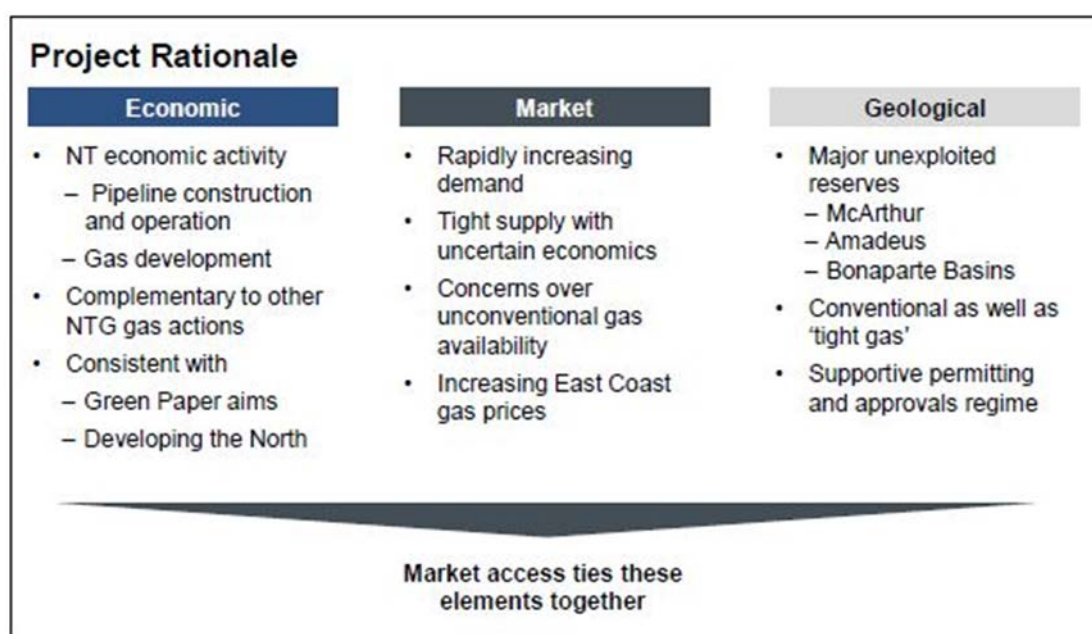 Project Rationale
Economic
• NT economic activity
– Pipeline construction
and operation
– Gas development
• Complementary to other
NTG gas actions
• Consistent with
– Green Paper aims
– Developing the North
Market
• Rapidly increasing
demand
• Tight supply with
uncertain economics
• Concerns over
unconventional gas
availability
• Increasing East Coast
gas prices
Geological
• Major unexploited
reserves
– McArthur
– Amadeus
– Bonaparte Basins
• Conventional as well as
‘tight gas’
• Supportive permitting
and approvals regime
Market access ties these
elements together